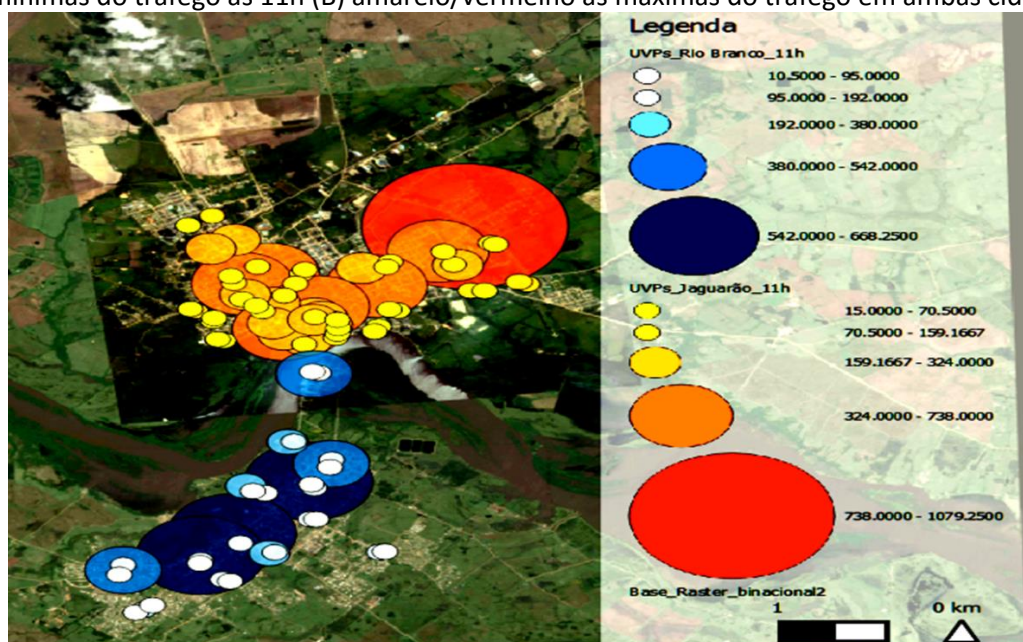 mínimas do tráfego às 11h (B) amarelo/vermelho as máximas do tráfego em ambas
Legenda
UVPs_Rio Branco_11h
10.5000 - 95.0000
95.0000 - 192.0000
192.0000 - 380.0000
380.0000 - 542.0000
542.0000 - 668.2500
UVPs_Jaguarão_11h
15.0000 - 70.5000
70.5000 - 159.1667
159.1667 - 324.0000
324.0000 - 738.0000
738.0000 - 1079.2500
Base_Raster_binacional2
1 0 km